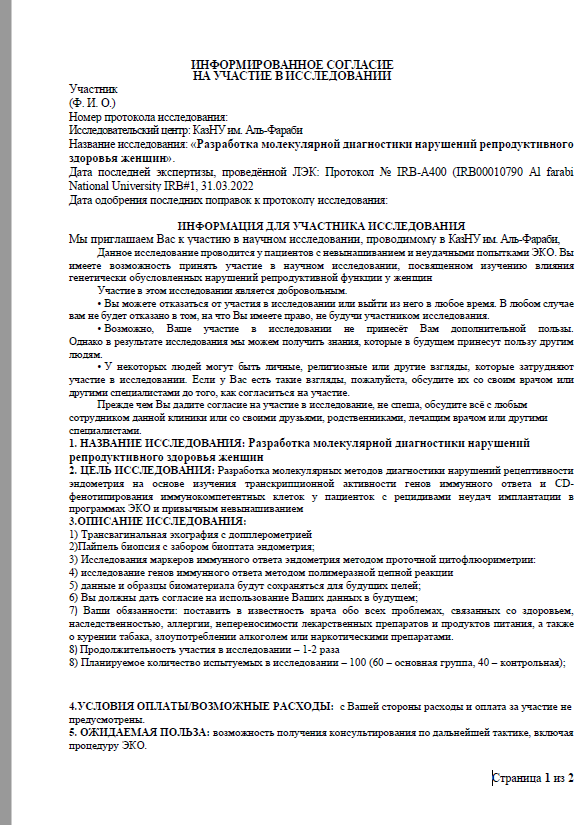 ИНФОРМИРОВАННОЕ СОГЛАСИЕ
НА УЧАСТИЕ В ИССЛЕДОВАНИИ
Участник
(Ф. И. О.)
Номер протокола исследования:
Исследовательский центр: КазНУ им. Аль-Фараби
Название исследования: «Разработка молекулярной диагностики нарушений репродуктивного
здоровья женщин».
Дата последней экспертизы, проведённой ЛЭК: Протокол № IRB-A400 (IRB00010790 Al farabi
National University IRB#1, 31.03.2022
Дата одобрения последних поправок к протоколу исследования:
ИНФОРМАЦИЯ ДЛЯ УЧАСТНИКА ИССЛЕДОВАНИЯ
Мы приглашаем Вас к участию в научном исследовании, проводимому в КазНУ им. Аль-Фараби,
Данное исследование проводится у пациентов с невынашиванием и неудачными попытками ЭКО. Вы
имеете возможность принять участие в научном исследовании, посвященном изучению влияния
генетически обусловленных нарушений репродуктивной функции у женщин
Участие в этом исследовании является добровольным.
• Вы можете отказаться от участия в исследовании или выйти из него в любое время. В любом случае
вам не будет отказано в том, на что Вы имеете право, не будучи участником исследования.
• Возможно, Ваше участие в исследовании не принесёт Вам дополнительной пользы.
Однако в результате исследования мы можем получить знания, которые в будущем принесут пользу другим
людям.
• У некоторых людей могут быть личные, религиозные или другие взгляды, которые затрудняют
участие в исследовании. Если у Вас есть такие взгляды, пожалуйста, обсудите их со своим врачом или
другими специалистами до того, как согласиться на участие.
Прежде чем Вы дадите согласие на участие в исследование, не спеша, обсудите всё с любым
сотрудником данной клиники или со своими друзьями, родственниками, лечащим врачом или другими
специалистами.
1. НАЗВАНИЕ ИССЛЕДОВАНИЯ: Разработка молекулярной диагностики нарушений
репродуктивного здоровья женщин
2. ЦЕЛЬ ИССЛЕДОВАНИЯ: Разработка молекулярных методов диагностики нарушений рецептивности
эндометрия на основе изучения транскрипционной активности генов иммунного ответа и CD-
фенотипирования иммунокомпетентных клеток у пациенток с рецидивами неудач имплантации в
программах ЭКО и привычным невынашиванием
3.ОПИСАНИЕ ИССЛЕДОВАНИЯ:
1) Трансвагинальная эхография с допплерометрией
2)Пайпель биопсия с забором биоптата эндометрия;
3) Исследования маркеров иммунного ответа эндометрия методом проточной цитофлюориметрии:
4) исследование генов иммунного ответа методом полимеразной цепной реакции
5) данные и образцы биоматериала будут сохраняться для будущих целей;
6) Вы должны дать согласие на использование Ваших данных в будущем;
7) Ваши обязанности: поставить в известность врача обо всех проблемах, связанных со здоровьем,
наследственностью, аллергии, непереносимости лекарственных препаратов и продуктов питания, а также
о курении табака, злоупотреблении алкоголем или наркотическими препаратами.
8) Продолжительность участия в исследовании – 1-2 раза
8) Планируемое количество испытуемых в исследовании – 100 (60 – основная группа, 40 – контрольная);
4.УСЛОВИЯ ОПЛАТЫ/ВОЗМОЖНЫЕ РАСХОДЫ: с Вашей стороны расходы и оплата за участие не
предусмотрены.
5. ОЖИДАЕМАЯ ПОЛЬЗА: возможность получения консультирования по дальнейшей тактике, включая
процедуру ЭКО.
Страница 1 из 2